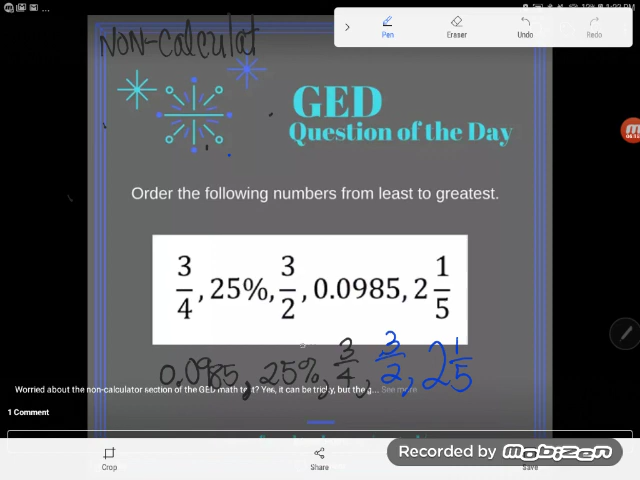 Non-Calculat
Pen
Eraser
Undo
Redo
GED
Question of the Day
Order the following numbers from least to greatest.
3/4, 25%, 3/2, 0.0985, 2 1/5
0.0985, 25%, 3/4, 3/2, 2 1/5
Worried about the non-calculator section of the GED math test? Yes, it can be tricky, but the g... See more
1 Comment
Crop
Share
Save
Recorded by Mobizen